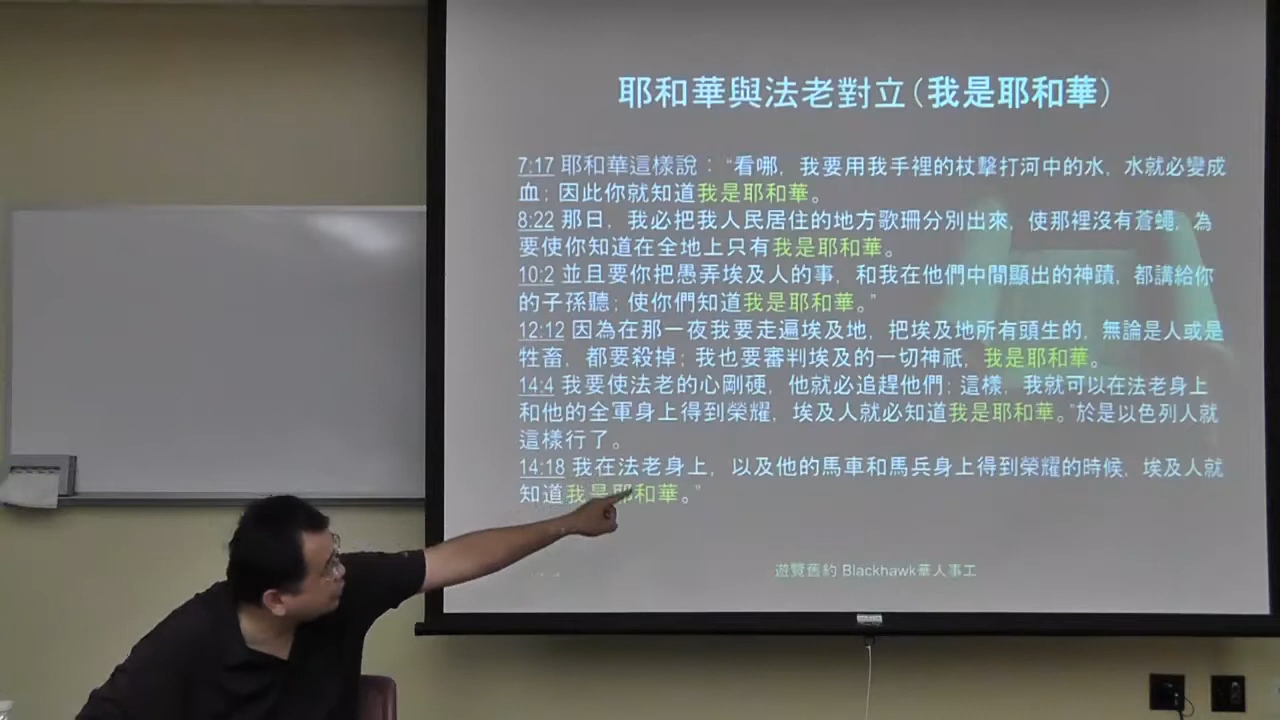 耶和華與法老對立(我是耶和華)
7:17 耶和華這樣說：“看哪，我要用我手裡的杖擊打河中的水，水就必變成
血；因此你就知道我是耶和華。
8:22 那日，我必把我人民居住的地方歌珊分別出來，使那裡沒有蒼蠅，為
要使你知道在全地上只有我是耶和華。
10:2 並且要你把愚弄埃及人的事，和我在他們中間顯出的神蹟，都講給你
的子孫聽；使你們知道我是耶和華。”
12:12 因為在那一夜我要走遍埃及地，把埃及地所有頭生的，無論是人或是
牲畜，都要殺掉；我也要審判埃及的一切神祇，我是耶和華。
14:4 我要使法老的心剛硬，他就必追趕他們；這樣，我就可以在法老身上
和他的全軍身上得到榮耀，埃及人就必知道我是耶和華。”於是以色列人就
這樣行了。
14:18 我在法老身上，以及他的馬車和馬兵身上得到榮耀的時候，埃及人就
知道我是耶和華。”
遊覽舊約 Blackhawk華人事工